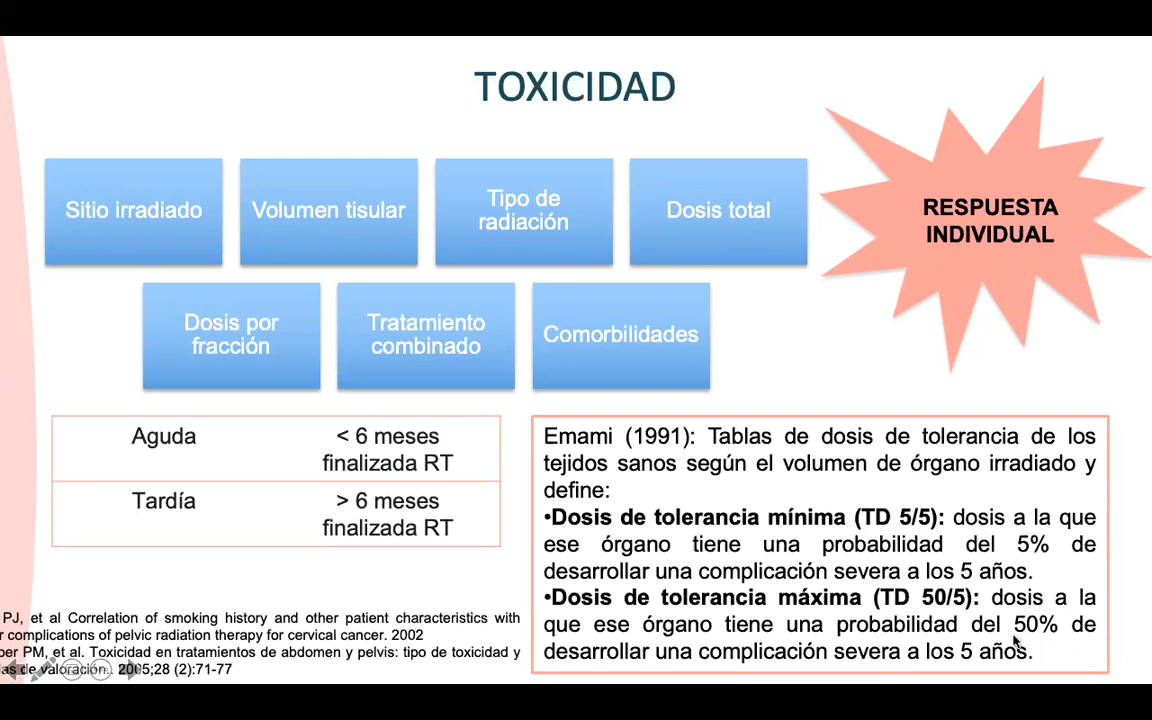 TOXICIDAD
Sitio irradiado
Volumen tisular
Tipo de
radiación
Dosis total
RESPUESTA
INDIVIDUAL
Dosis por
fracción
Tratamiento
combinado
Comorbilidades
Aguda
< 6 meses
finalizada RT
Tardía
> 6 meses
finalizada RT
Emami (1991): Tablas de dosis de tolerancia de los
tejidos sanos según el volumen de órgano irradiado y
define:
•Dosis de tolerancia mínima (TD 5/5): dosis a la que
ese órgano tiene una probabilidad del 5% de
desarrollar una complicación severa a los 5 años.
•Dosis de tolerancia máxima (TD 50/5): dosis a la
que ese órgano tiene una probabilidad del 50% de
desarrollar una complicación severa a los 5 años.
PJ, et al Correlation of smoking history and other patient characteristics with
complications of pelvic radiation therapy for cervical cancer. 2002
PM, et al. Toxicidad en tratamientos de abdomen y pelvis: tipo de toxicidad y
de valoración. 2005;28 (2):71-77